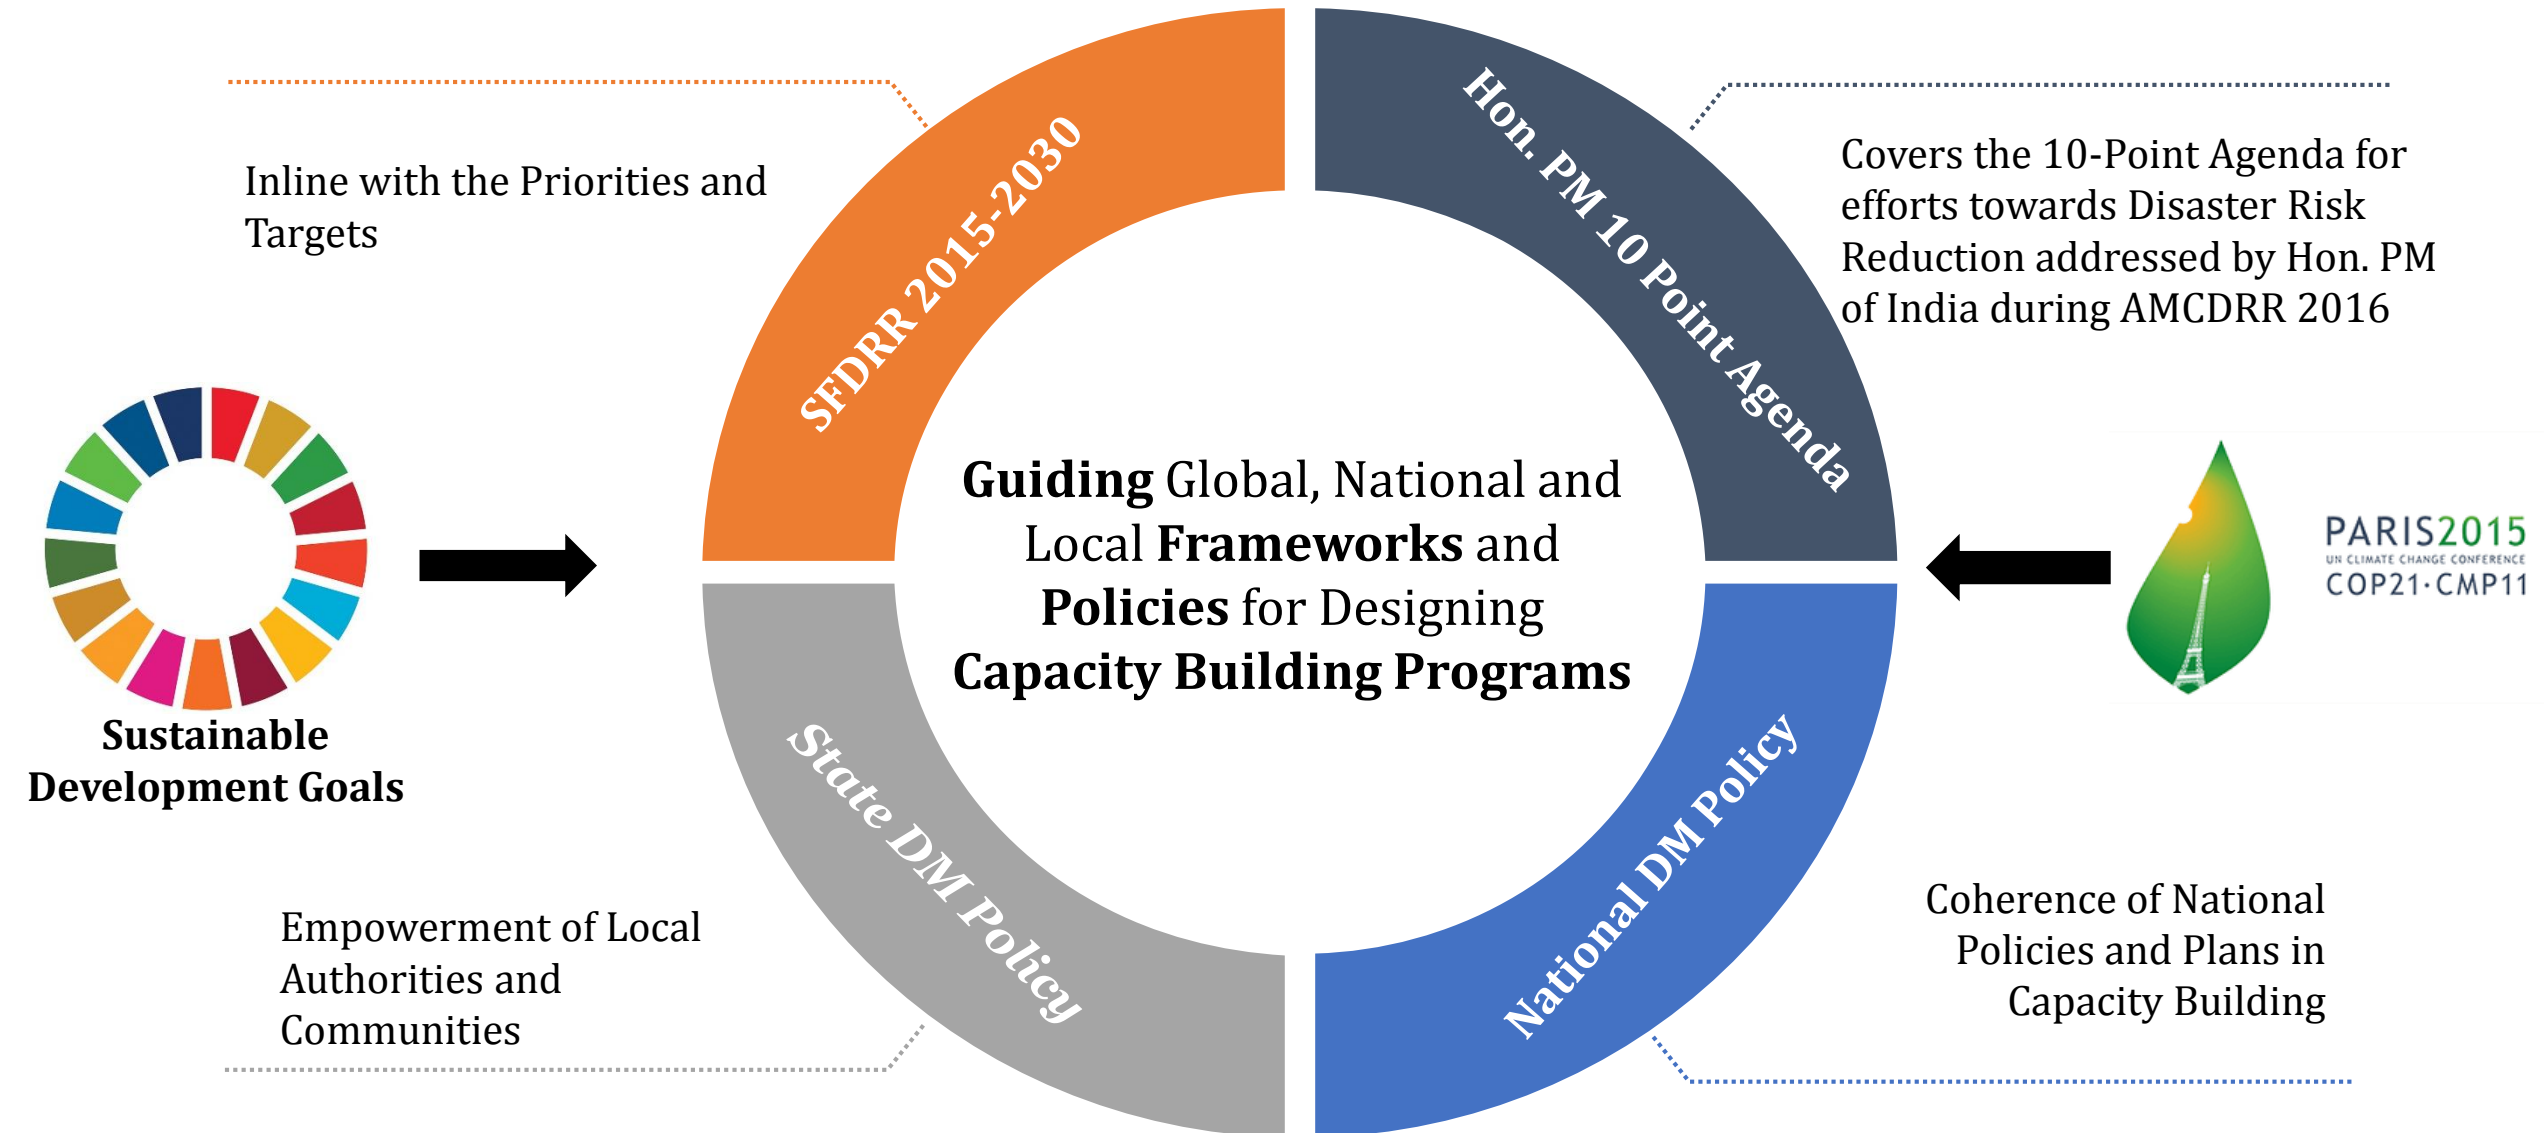 Inline with the Priorities and
Targets
SFDRR 2015-2030
Hon. PM 10 Point Agenda
Covers the 10-Point Agenda for
efforts towards Disaster Risk
Reduction addressed by Hon. PM
of India during AMCDRR 2016
Guiding Global, National and
Local Frameworks and
Policies for Designing
Capacity Building Programs
Sustainable
Development Goals
PARIS2015
UN CLIMATE CHANGE CONFERENCE
COP21·CMP11
State DM Policy
National DM Policy
Empowerment of Local
Authorities and
Communities
Coherence of National
Policies and Plans in
Capacity Building